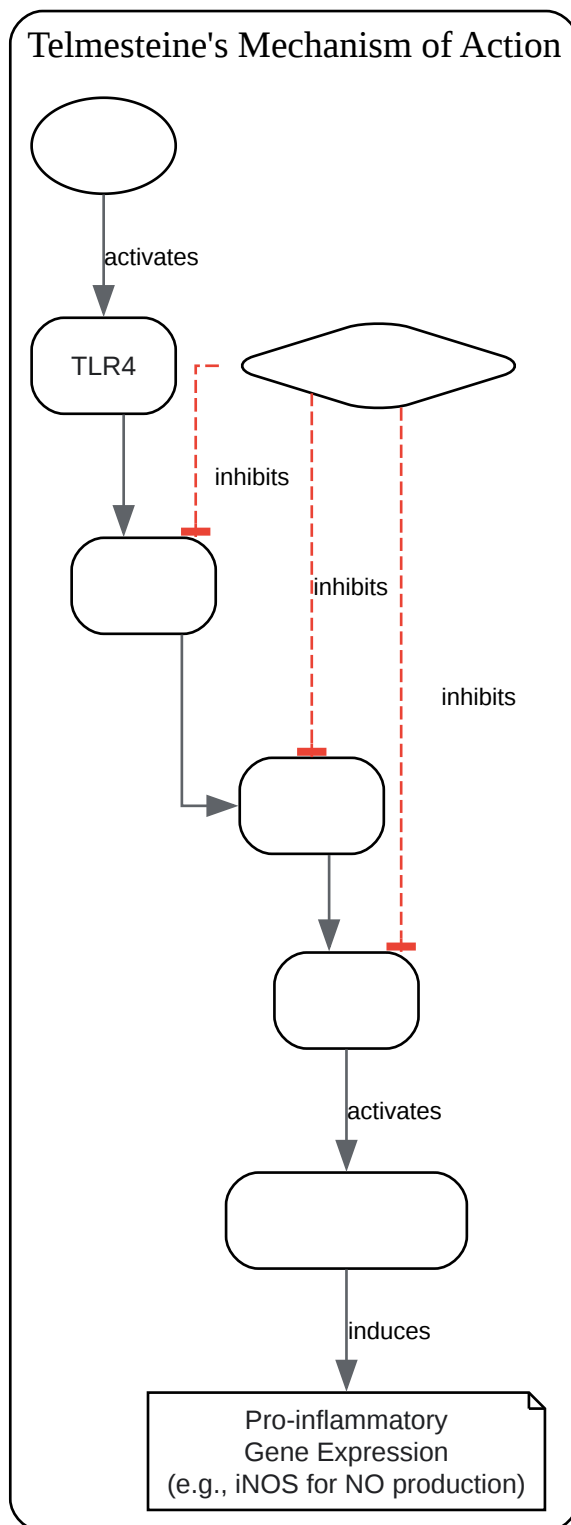 Telmesteine's Mechanism of Action
activates
TLR4
inhibits
inhibits
inhibits
activates
induces
Pro-inflammatory
Gene Expression
(e.g., iNOS for NO production)